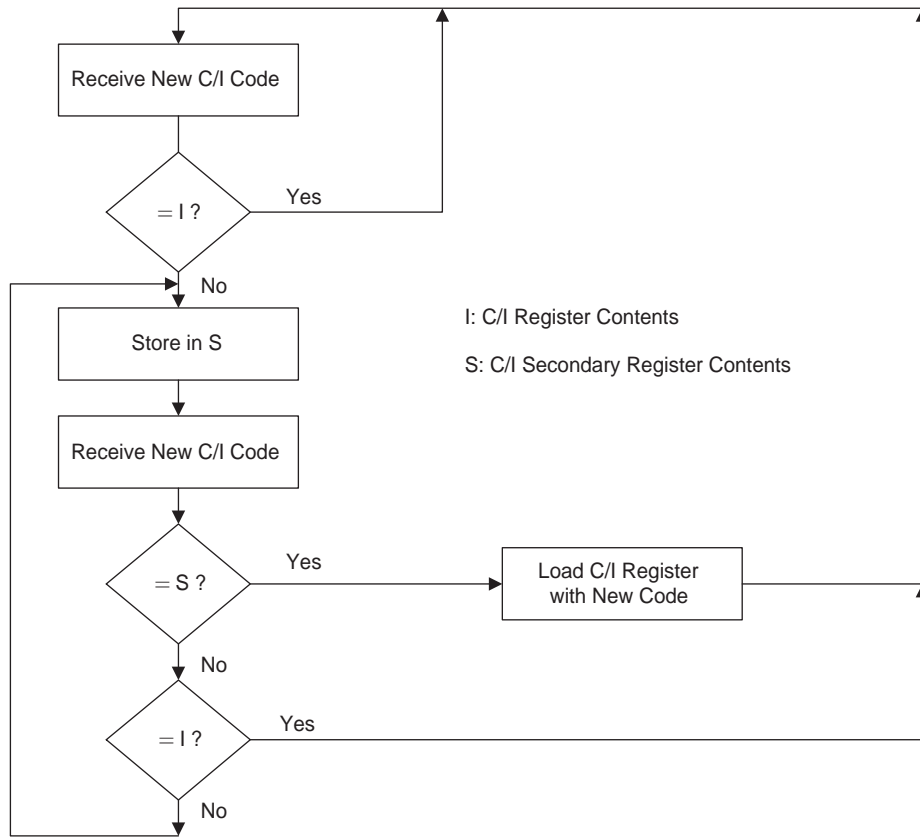 Receive New C/I Code
= I ?
Yes
No
Store in S
I: C/I Register Contents
S: C/I Secondary Register Contents
Receive New C/I Code
= S ?
Yes
Load C/I Register
with New Code
No
= I ?
Yes
No